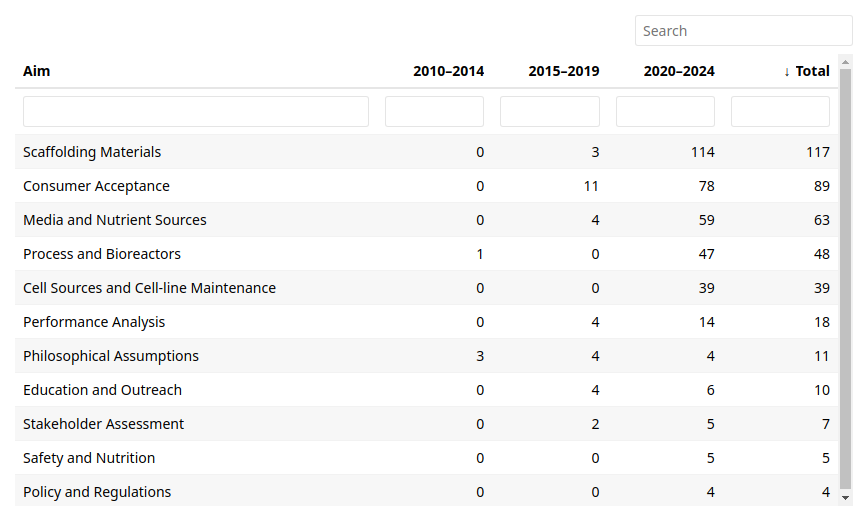 Search
Aim 2010–2014 2015–2019 2020–2024 ↓ Total
Scaffolding Materials 0 3 114 117
Consumer Acceptance 0 11 78 89
Media and Nutrient Sources 0 4 59 63
Process and Bioreactors 1 0 47 48
Cell Sources and Cell-line Maintenance 0 0 39 39
Performance Analysis 0 4 14 18
Philosophical Assumptions 3 4 4 11
Education and Outreach 0 4 6 10
Stakeholder Assessment 0 2 5 7
Safety and Nutrition 0 0 5 5
Policy and Regulations 0 0 4 4